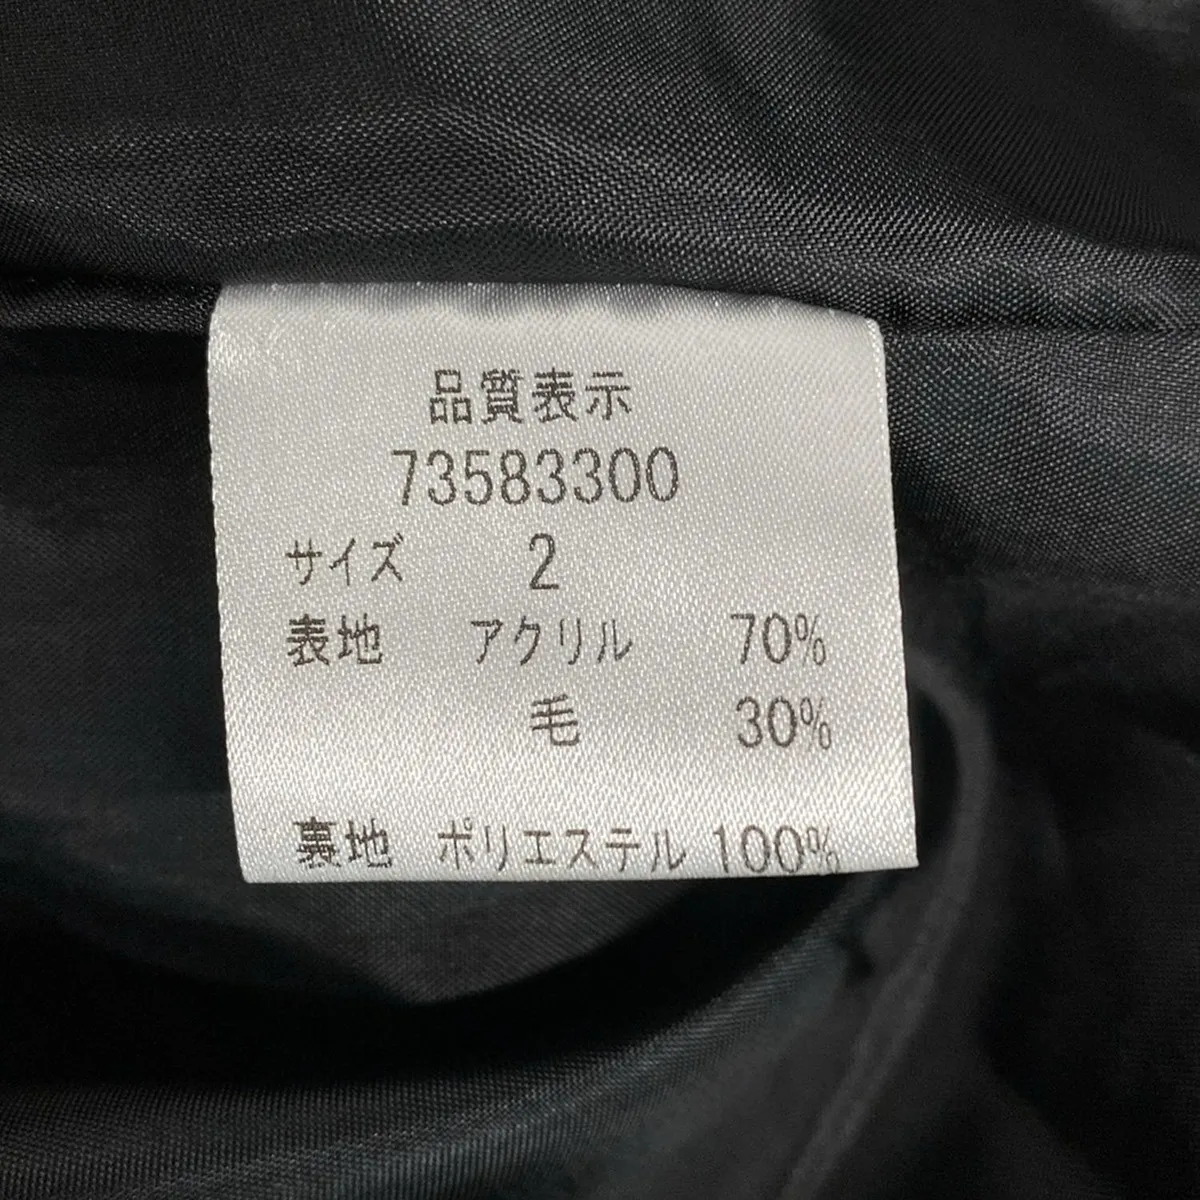 品質表示
73583300
サイズ 2
表地 アクリル 70%
毛 30%
裏地 ポリエステル 100%